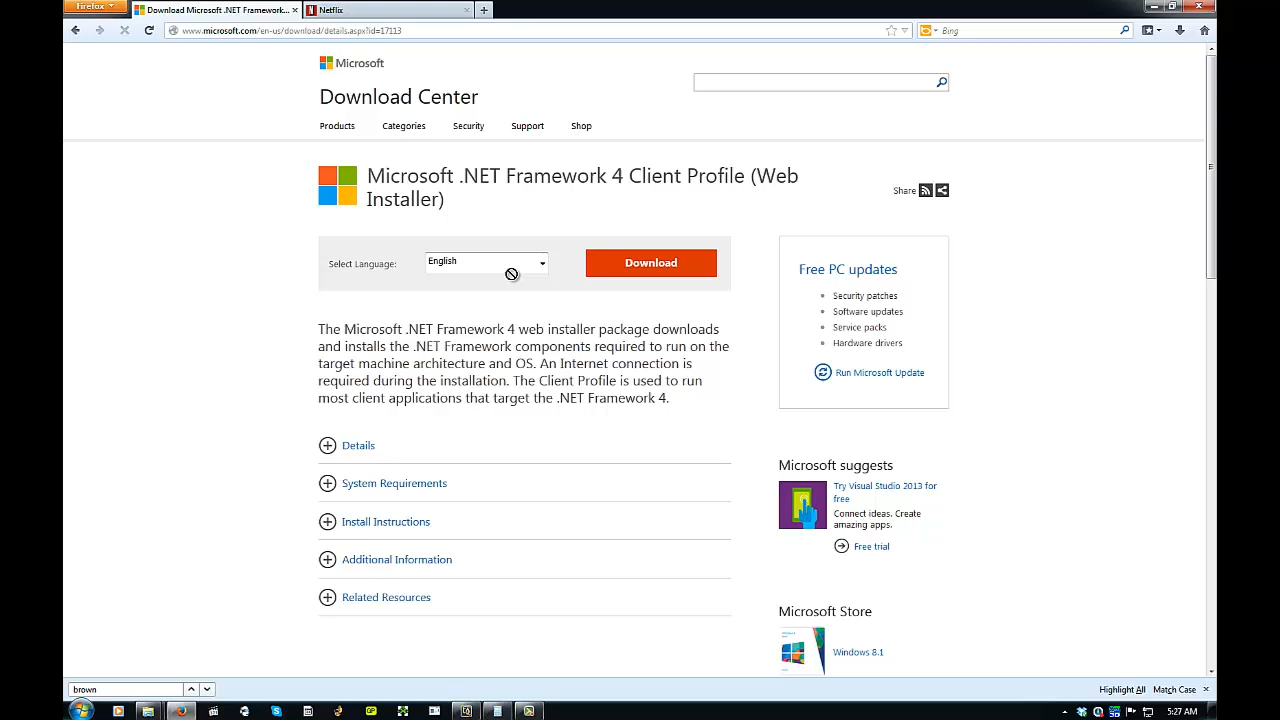 Firefox
Download Microsoft .NET Framework...
Netflix
www.microsoft.com/en-us/download/details.aspx?id=17113
Bing
Microsoft
Download Center
Products Categories Security Support Shop
Microsoft .NET Framework 4 Client Profile (Web
Installer)
Share
Select Language:
English
Download
The Microsoft .NET Framework 4 web installer package downloads
and installs the .NET Framework components required to run on the
target machine architecture and OS. An Internet connection is
required during the installation. The Client Profile is used to run
most client applications that target the .NET Framework 4.
Details
System Requirements
Install Instructions
Additional Information
Related Resources
Free PC updates
Security patches
Software updates
Service packs
Hardware drivers
Run Microsoft Update
Microsoft suggests
Try Visual Studio 2013 for
free
Connect ideas. Create
amazing apps.
Free trial
Microsoft Store
Windows 8.1
brown
Highlight All Match Case
5:27 AM